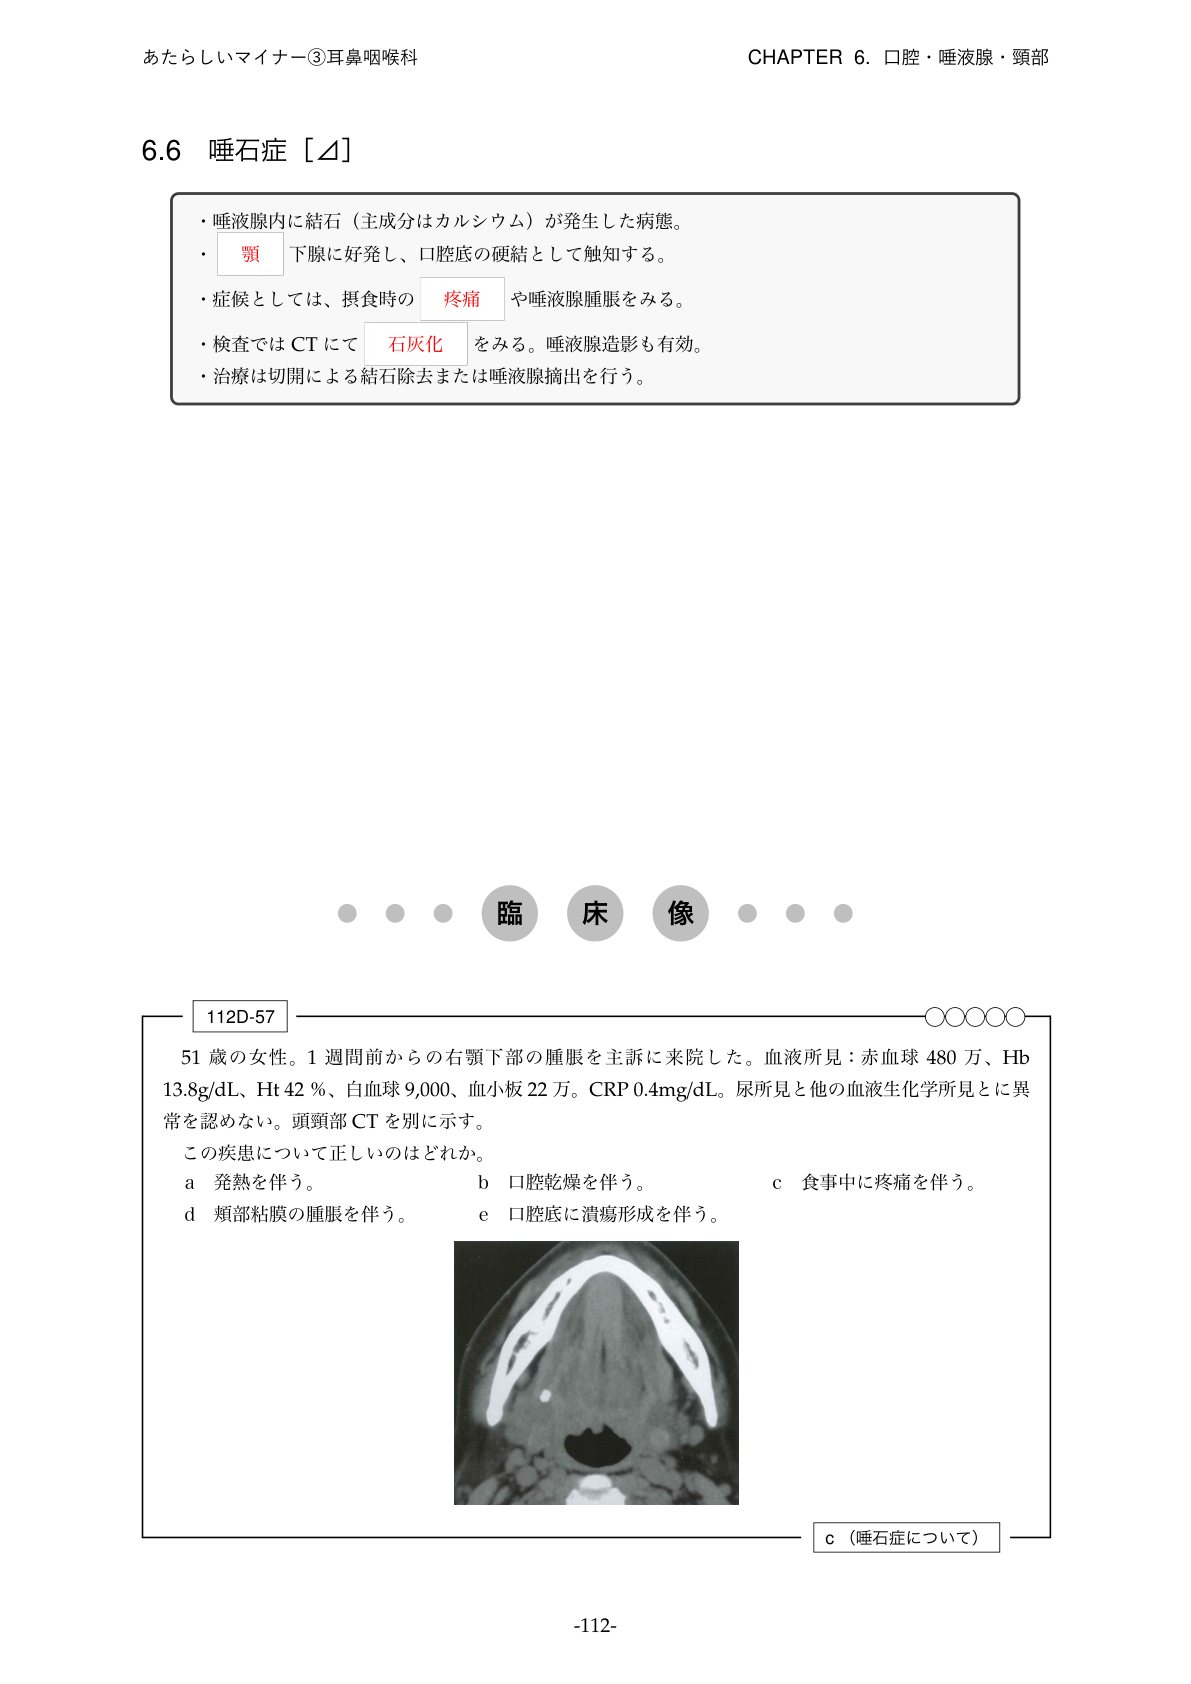 あたらしいマイナー③耳鼻咽喉科
CHAPTER 6. 口腔・唾液腺・頸部
6.6 唾石症［⊿］
・唾液腺内に結石（主成分はカルシウム）が発生した病態。
・ 顎 下腺に好発し、口腔底の硬結として触知する。
・症候としては、摂食時の 疼痛 や唾液腺腫脹をみる。
・検査では CT にて 石灰化 をみる。唾液腺造影も有効。
・治療は切開による結石除去または唾液腺摘出を行う。
臨床像
112D-57
51 歳の女性。1 週間前からの右顎下部の腫脹を主訴に来院した。血液所見：赤血球 480 万、Hb
13.8g/dL、Ht 42 %、白血球 9,000、血小板 22 万。CRP 0.4mg/dL。尿所見と他の血液生化学所見とに異
常を認めない。頭頸部 CT を別に示す。
この疾患について正しいのはどれか。
a 発熱を伴う。 b 口腔乾燥を伴う。 c 食事中に疼痛を伴う。
d 頬部粘膜の腫脹を伴う。 e 口腔底に潰瘍形成を伴う。
c （唾石症について）
-112-